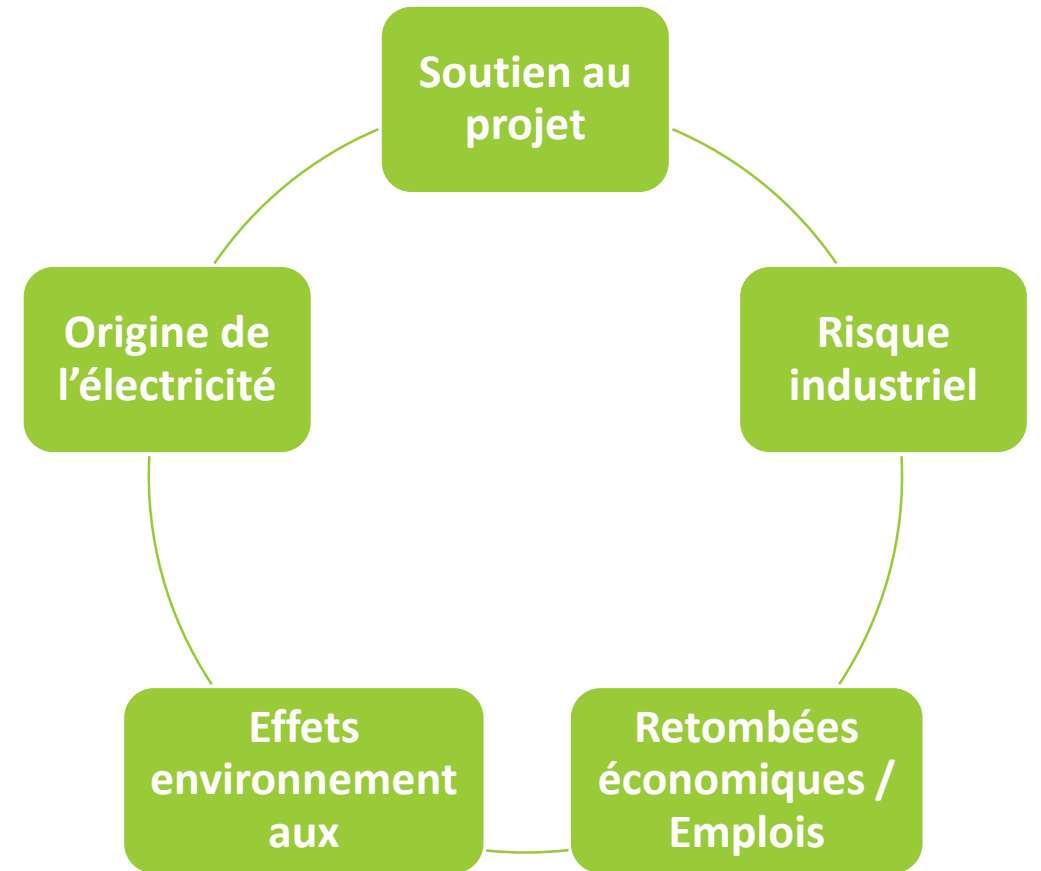 Soutien au
projet
Origine de
l’électricité
Risque
industriel
Effets
environnement
aux
Retombées
économiques /
Emplois